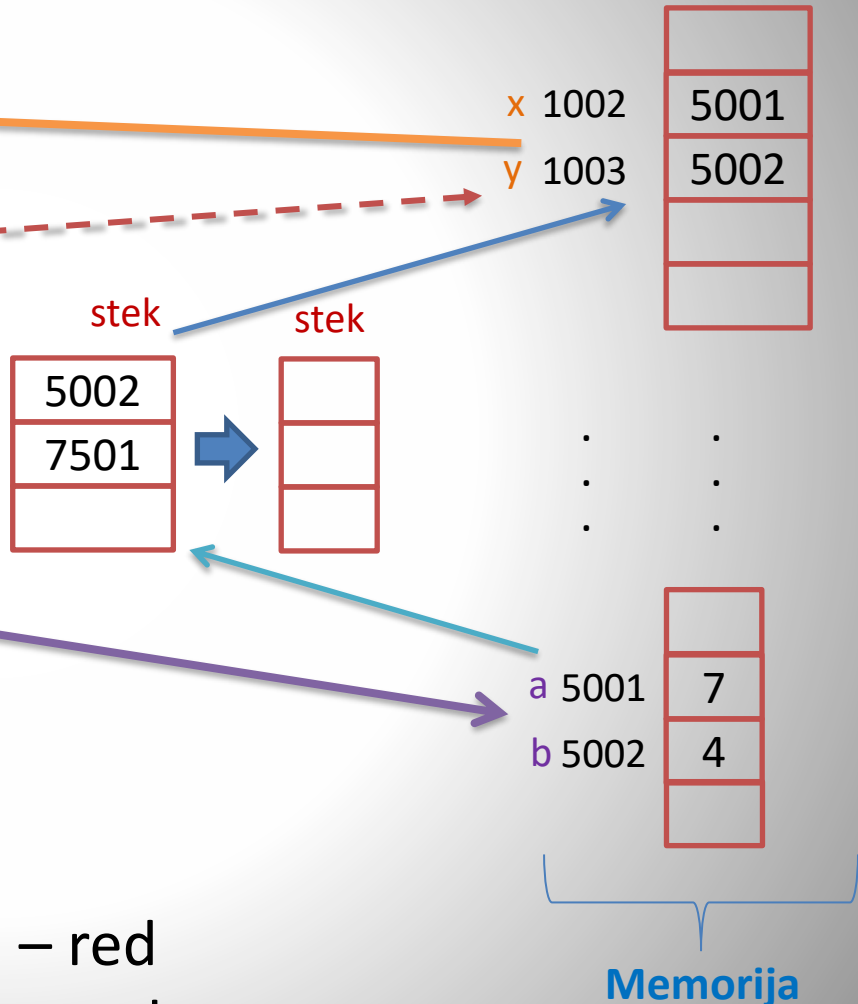 x 1002 5001
y 1003 5002
stek stek
5002
7501
. .
. .
. .
a 5001 7
b 5002 4
– red
Memorija